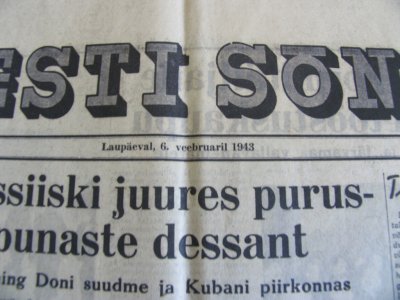 ESTI SÕN
Laupäeval, 6. veebruaril 1943
ssiiski juures purus-
punaste dessant
ing Doni suudme ja Kubani piirkonnas